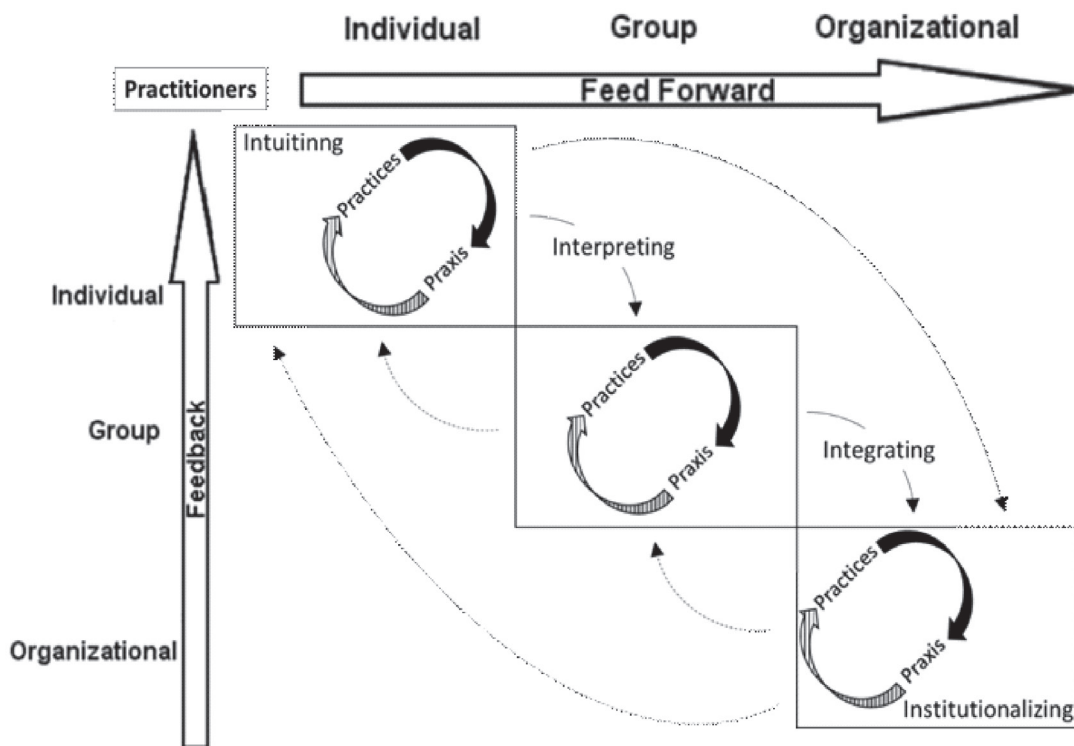 Individual
Group
Organizational
Practitioners
Feed Forward
Intuitinng
Practices
Praxis
Interpreting
Individual
Practices
Praxis
Group
Feedback
Integrating
Practices
Praxis
Organizational
Institutionalizing